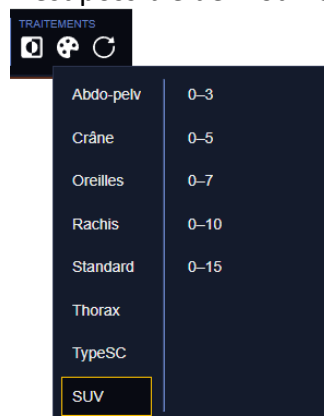 TRAITEMENTS
Abdo-pelv
0–3
Crâne
0–5
Oreilles
0–7
Rachis
0–10
Standard
0–15
Thorax
TypeSC
SUV